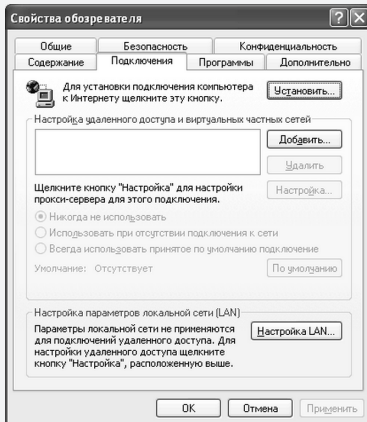 Свойства обозревателя
Общие Безопасность Конфиденциальность
Содержание Подключения Программы Дополнительно
Для установки подключения компьютера
к Интернету щелкните эту кнопку.
Установить...
Настройка удаленного доступа и виртуальных частных сетей
Добавить...
Удалить
Щелкните кнопку "Настройка" для настройки
прокси-сервера для этого подключения.
Настройка...
Никогда не использовать
Использовать при отсутствии подключения к сети
Всегда использовать принятое по умолчанию подключение
Умолчание: Отсутствует
По умолчанию
Настройка параметров локальной сети (LAN)
Параметры локальной сети не применяются
для подключений удаленного доступа. Для
настройки удаленного доступа щелкните
кнопку "Настройка", расположенную выше.
Настройка LAN...
OK Отмена Применить